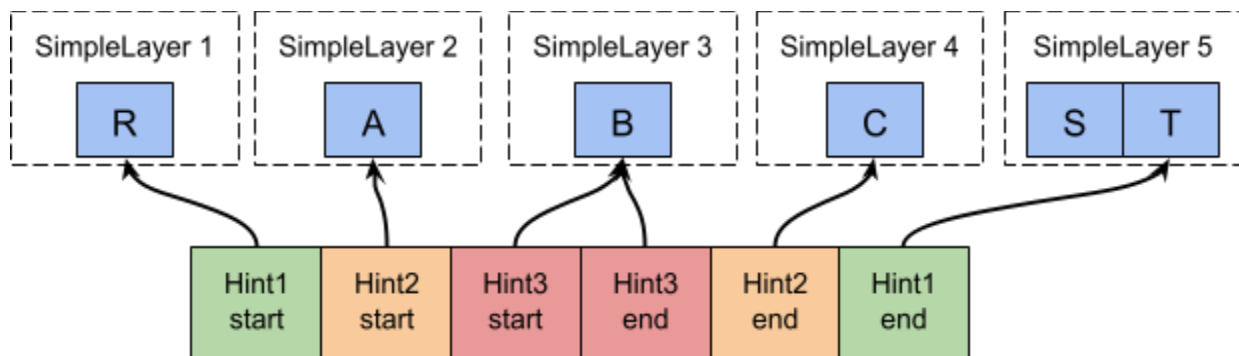 SimpleLayer 1
SimpleLayer 2
SimpleLayer 3
SimpleLayer 4
SimpleLayer 5
R
A
B
C
S
T
Hint1
start
Hint2
start
Hint3
start
Hint3
end
Hint2
end
Hint1
end